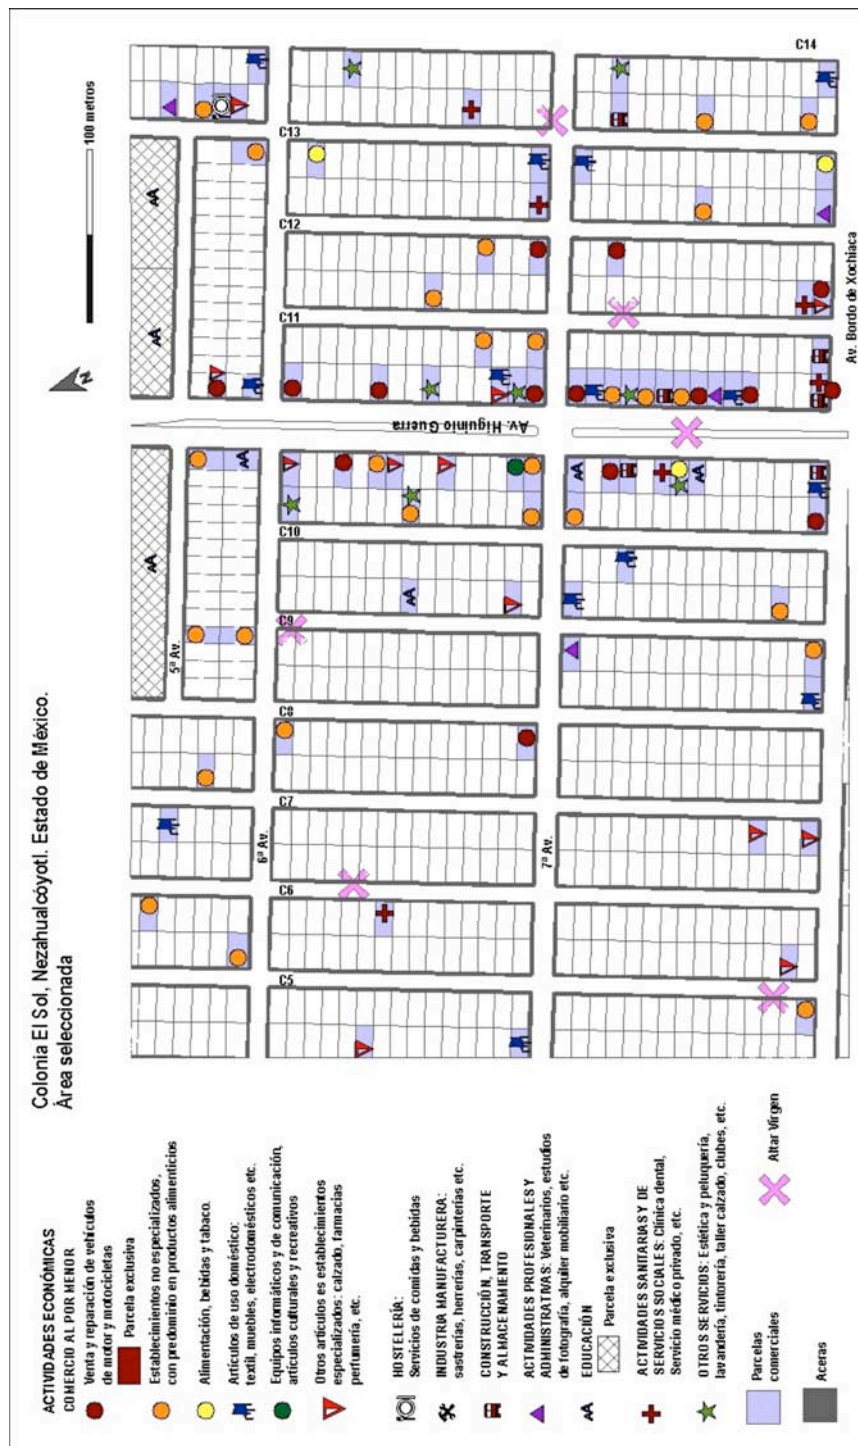 Colonia El Sol, Nezahualcóyotl. Estado de México.
Área seleccionada
ACTIVIDADES ECONÓMICAS
COMERCIO AL POR MENOR
Venta y reparación de vehículos
de motor y motocicletas
Parcela exclusiva
Establecimientos no especializados,
con predominio en productos alimenticios
Alimentación, bebidas y tabaco.
Artículos de uso doméstico:
textil, muebles, electrodomésticos etc.
Equipos informáticos y de comunicación,
artículos culturales y recreativos
Otros artículos es establecimientos
especializados: calzado, farmacias
perfumería, etc.
HOSTELERÍA:
Servicios de comidas y bebidas
INDUSTRIA MANUFACTURERA:
sastrerías, herrerías, carpinterías etc.
CONSTRUCCIÓN, TRANSPORTE
Y ALMACENAMIENTO
ACTIVIDADES PROFESIONALES Y
ADMINISTRATIVAS: Veterinarios, estudios
de fotografía, alquiler mobiliario etc.
EDUCACIÓN
Parcela exclusiva
ACTIVIDADES SANITARIAS Y DE
SERVICIOS SOCIALES: Clínica dental,
Servicio médico privado, etc.
OTROS SERVICIOS: Estética y peluquería,
lavandería, tintorería, taller calzado, clubes, etc.
Parcelas
comerciales
Altar Virgen
Aceras
100 metros
N
5ª Av.
6ª Av.
7ª Av.
C5
C6
C7
C8
C9
C10
C11
C12
C13
C14
Av. Higuinio Guerra
Av. Bordo de Xochiaca